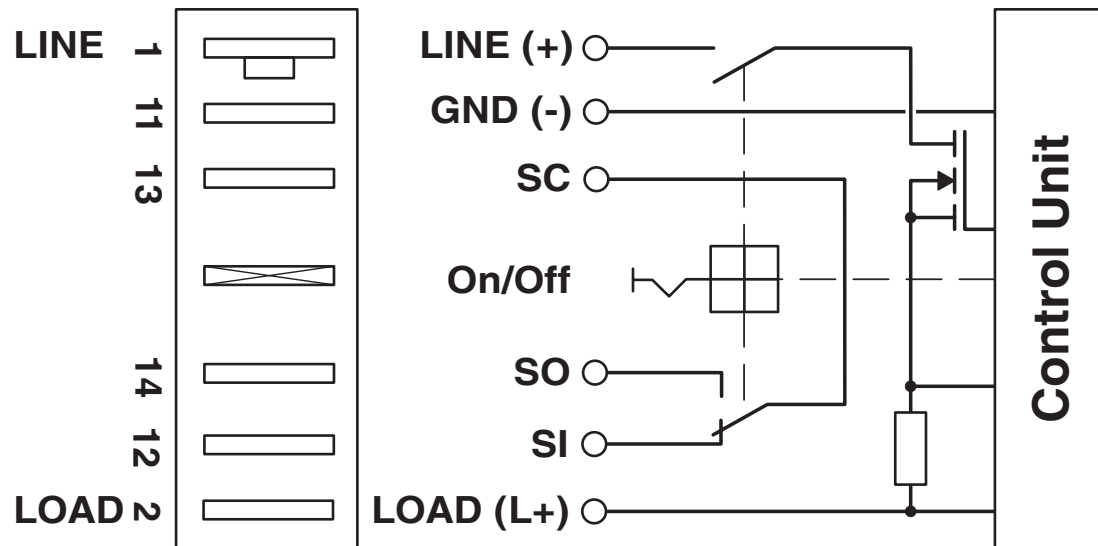 LINE 1
11
13
14
12
LOAD 2
LINE (+)
GND (-)
SC
On/Off
SO
SI
LOAD (L+)
Control Unit